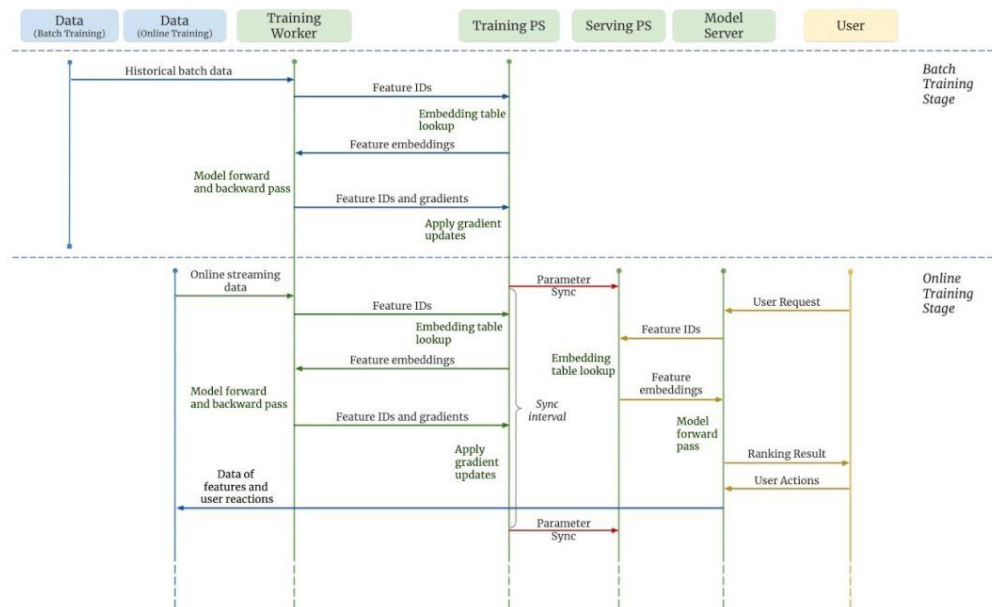 Data
(Batch Training)
Data
(Online Training)
Training
Worker
Training PS
Serving PS
Model
Server
User
Batch
Training
Stage
Historical batch data
Feature IDs
Embedding table
lookup
Feature embeddings
Model forward
and backward pass
Feature IDs and gradients
Apply gradient
updates
Online
Training
Stage
Online streaming
data
Parameter
Sync
User Request
Feature IDs
Embedding table
lookup
Feature IDs
Feature embeddings
Embedding
table lookup
Feature
embeddings
Model forward
and backward pass
Sync
interval
Feature IDs and gradients
Model
forward
pass
Apply
gradient
updates
Ranking Result
Data of
features and
user reactions
User Actions
Parameter
Sync